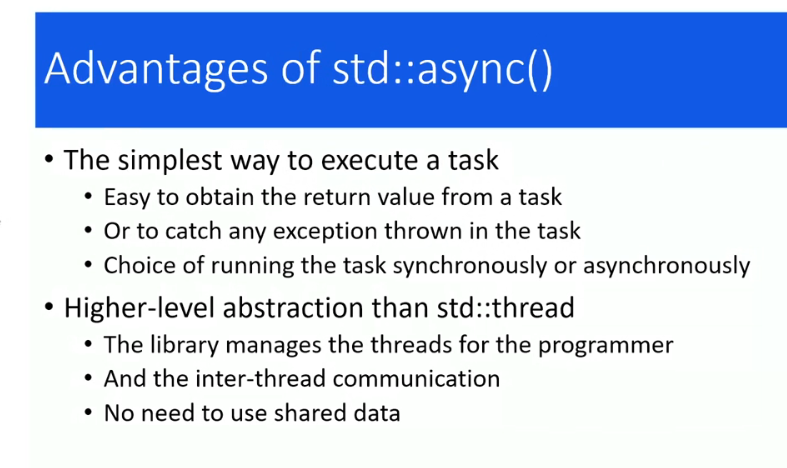 Advantages of std::async()
• The simplest way to execute a task
• Easy to obtain the return value from a task
• Or to catch any exception thrown in the task
• Choice of running the task synchronously or asynchronously
• Higher-level abstraction than std::thread
• The library manages the threads for the programmer
• And the inter-thread communication
• No need to use shared data